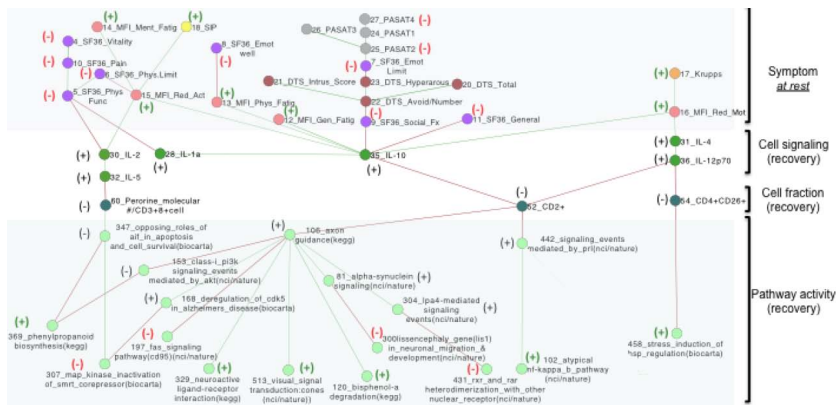 (+)
14_MFI_Ment_Fatig
(+)
18_SIP
27_PASAT4 (-)
26_PASAT3
24_PASAT1
25_PASAT2 (-)
(-)
4_SF36_Vitality
(-)
8_SF36_Emot
well
(-)
10_SF36_Pain
(-)
(-)
7_SF36_Emot
Limit
(-)
6_SF36_Phys.Limit
21_DTS_Intrus_Score
23_DTS_Hyperarous
20_DTS_Total
(+)
17_Krupps
(-)
5_SF36_Phys
Func
15_MFI_Red_Act
(+)
(+)
13_MFI_Phys_Fatig
22_DTS_Avoid/Number
(+)
12_MFI_Gen_Fatig
(-)
9_SF36_Social_Fx
(-)
11_SF36_General
(+)
16_MFI_Red_Mot
Symptom
at rest
(+)
30_IL-2
28_IL-1a
(+)
35_IL-10
(+)
(+)
31_IL-4
(+)
36_IL-12p70
(+)
32_IL-5
Cell signaling
(recovery)
(-)
60_Perorine_molecular
#/CD3+8+cell
(-)
52_CD2+
(-)
54_CD4+CD26+
Cell fraction
(recovery)
(-)
347_opposing_roles_of
aif_in_apoptosis
and_cell_survival(biocarta)
(+)
106_axon
guidance(kegg)
(+)
442_signaling_events
mediated_by_prl(nci/nature)
(-)
153_class-i_pi3k
signaling_events
mediated_by_akt(nci/nature)
81_alpha-synuclein
signaling(nci/nature)
(+)
(+)
168_deregulation_of_cdk5
in_alzheimers_disease(biocarta)
304_lpa4-mediated
signaling
events(nci/nature)
(+)
(+)
369_phenylpropanoid
biosynthesis(kegg)
(-)
197_fas_signaling
pathway(cd95)(nci/nature)
(-)
300lissencephaly_gene(lis1)
in_neuronal_migration_&
development(nci/nature)
(+)
458_stress_induction_of
hsp_regulation(biocarta)
(-)
307_map_kinase_inactivation
of_smrt_corepressor(biocarta)
(+)
329_neuroactive
ligand-receptor
interaction(kegg)
(+)
513_visual_signal
transduction:cones
(nci/nature))
(+)
120_bisphenol-a
degradation(kegg)
(-)
431_rxr_and_rar
heterodimerization_with_other
nuclear_receptor(nci/nature)
(+)
102_atypical
nf-kappa_b_pathway
(nci/nature)
Pathway activity
(recovery)